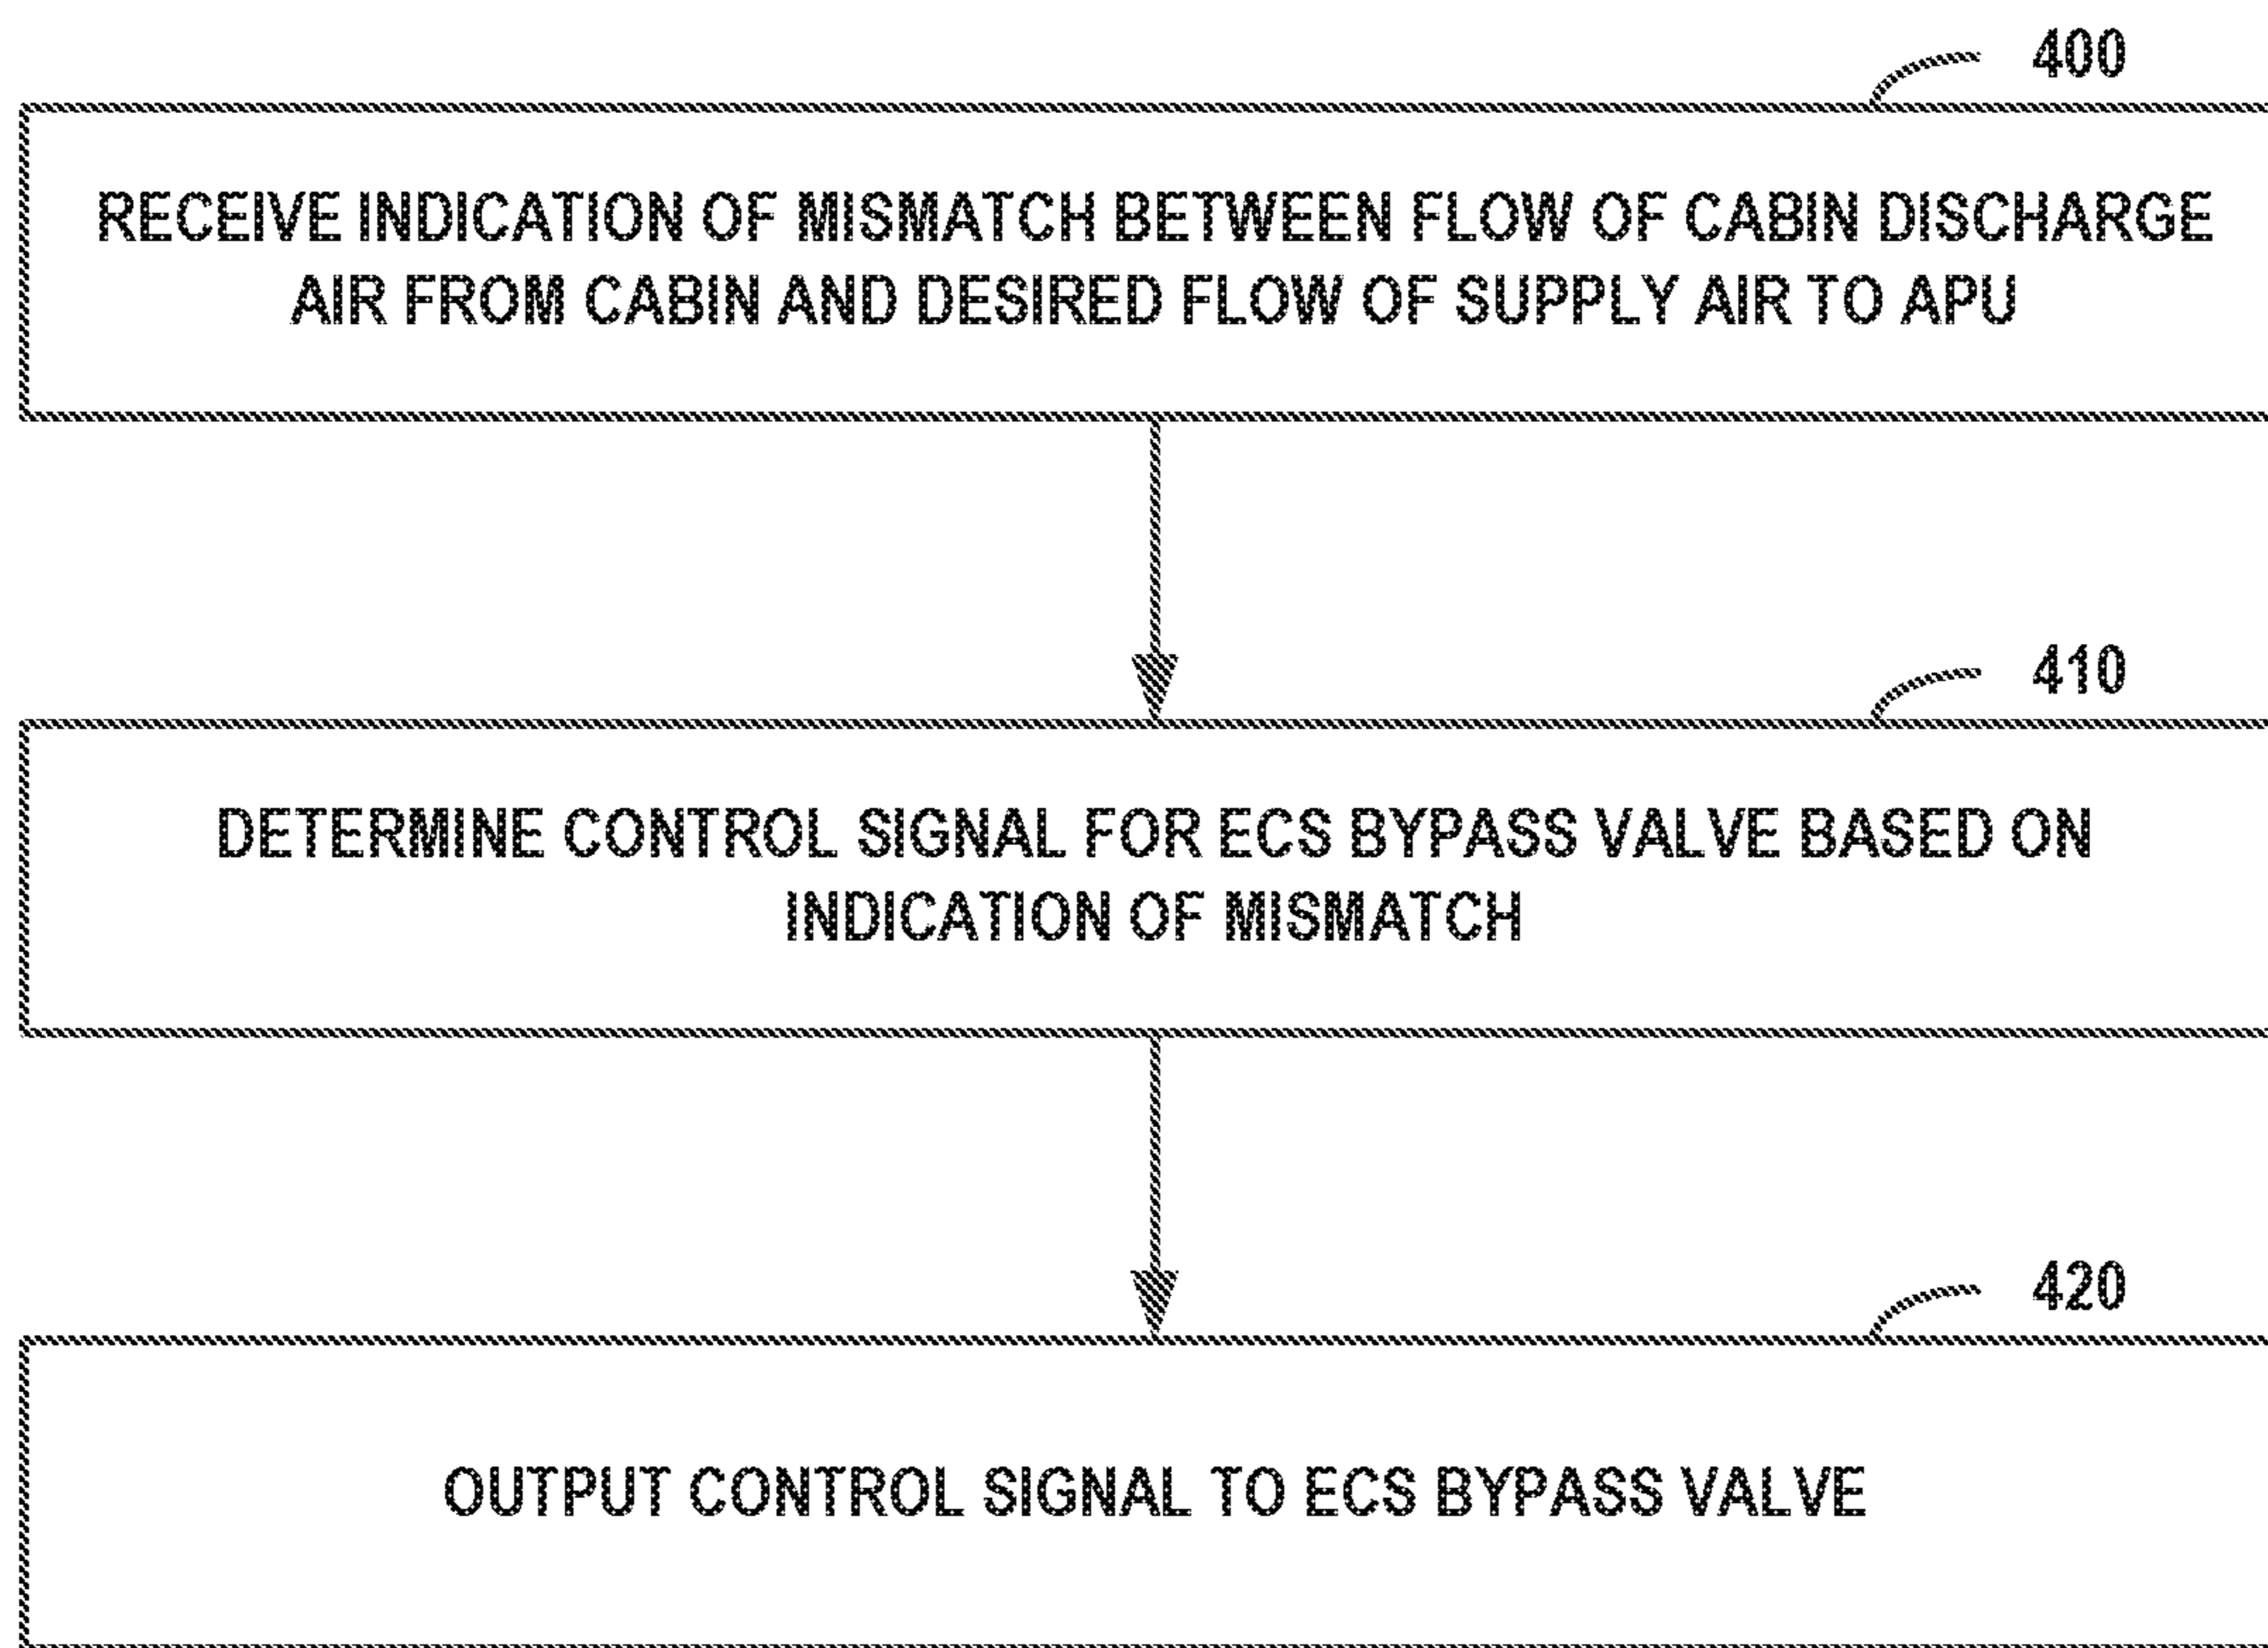 400
RECEIVE INDICATION OF MISMATCH BETWEEN FLOW OF CABIN DISCHARGE
AIR FROM CABIN AND DESIRED FLOW OF SUPPLY AIR TO APU
410
DETERMINE CONTROL SIGNAL FOR ECS BYPASS VALVE BASED ON
INDICATION OF MISMATCH
420
OUTPUT CONTROL SIGNAL TO ECS BYPASS VALVE